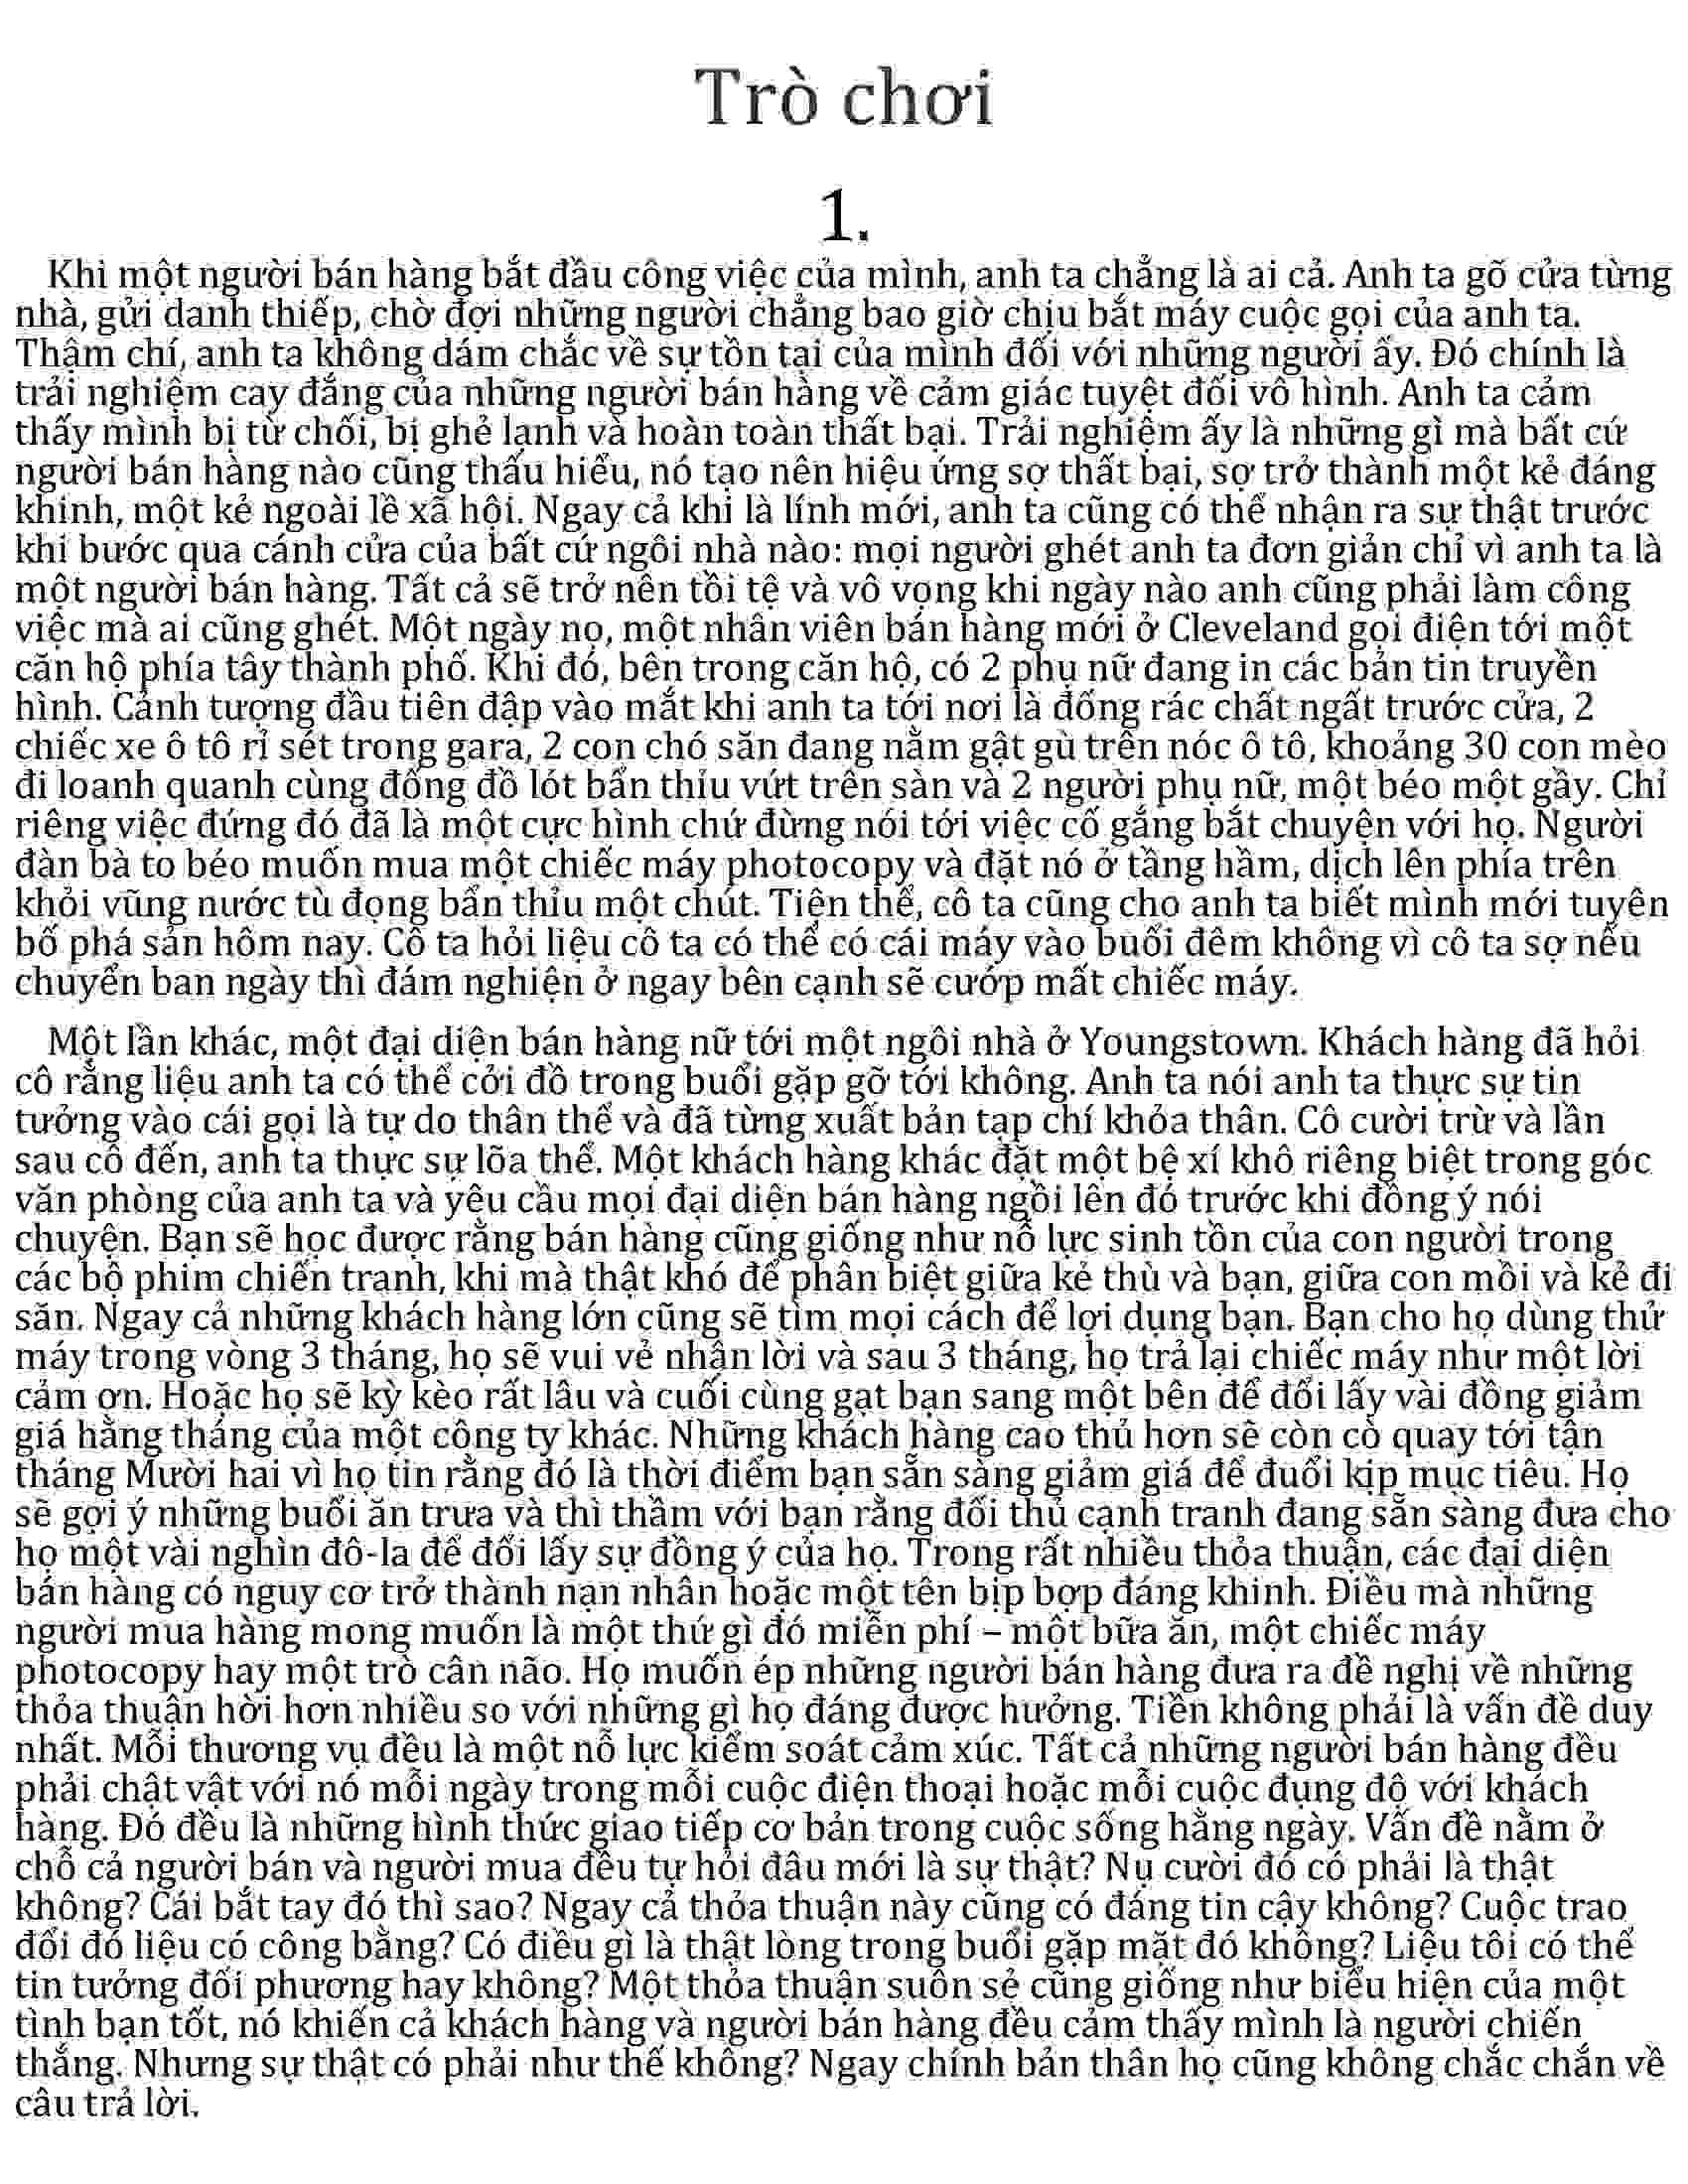 Trò chơi
1.
Khi một người bán hàng bắt đầu công việc của mình, anh ta chẳng là ai cả. Anh ta gõ cửa từng
nhà, gửi danh thiếp, chờ đợi những người chẳng bao giờ chịu bắt máy cuộc gọi của anh ta.
Thậm chí, anh ta không dám chắc về sự tồn tại của mình đối với những người ấy. Đó chính là
trải nghiệm cay đắng của những người bán hàng về cảm giác tuyệt đối vô hình. Anh ta cảm
thấy mình bị từ chối, bị ghẻ lạnh và hoàn toàn thất bại. Trải nghiệm ấy là những gì mà bất cứ
người bán hàng nào cũng thấu hiểu, nó tạo nên hiệu ứng sợ thất bại, sợ trở thành một kẻ đáng
khinh, một kẻ ngoài lề xã hội. Ngay cả khi là lính mới, anh ta cũng có thể nhận ra sự thật trước
khi bước qua cánh cửa của bất cứ ngôi nhà nào: mọi người ghét anh ta đơn giản chỉ vì anh ta là
một người bán hàng. Tất cả sẽ trở nên tồi tệ và vô vọng khi ngày nào anh cũng phải làm công
việc mà ai cũng ghét. Một ngày nọ, một nhân viên bán hàng mới ở Cleveland gọi điện tới một
căn hộ phía tây thành phố. Khi đó, bên trong căn hộ, có 2 phụ nữ đang in các bản tin truyền
hình. Cảnh tượng đầu tiên đập vào mắt khi anh ta tới nơi là đống rác chất ngất trước cửa, 2
chiếc xe ô tô rỉ sét trong gara, 2 con chó săn đang nằm gật gù trên nóc ô tô, khoảng 30 con mèo
đi loanh quanh cùng đống đồ lót bẩn thỉu vứt trên sàn và 2 người phụ nữ, một béo một gầy. Chỉ
riêng việc đứng đó đã là một cực hình chứ đừng nói tới việc cố gắng bắt chuyện với họ. Người
đàn bà to béo muốn mua một chiếc máy photocopy và đặt nó ở tầng hầm, dịch lên phía trên
khỏi vũng nước tù đọng bẩn thỉu một chút. Tiện thể, cô ta cũng cho anh ta biết mình mới tuyên
bố phá sản hôm nay. Cô ta hỏi liệu cô ta có thể có cái máy vào buổi đêm không vì cô ta sợ nếu
chuyển ban ngày thì đám nghiện ở ngay bên cạnh sẽ cướp mất chiếc máy.
Một lần khác, một đại diện bán hàng nữ tới một ngôi nhà ở Youngstown. Khách hàng đã hỏi
cô rằng liệu anh ta có thể cởi đồ trong buổi gặp gỡ tới không. Anh ta nói anh ta thực sự tin
tưởng vào cái gọi là tự do thân thể và đã từng xuất bản tạp chí khỏa thân. Cô cười trừ và lần
sau cô đến, anh ta thực sự lõa thể. Một khách hàng khác đặt một bệ xí khô riêng biệt trong góc
văn phòng của anh ta và yêu cầu mọi đại diện bán hàng ngồi lên đó trước khi đồng ý nói
chuyện. Bạn sẽ học được rằng bán hàng cũng giống như nỗ lực sinh tồn của con người trong
các bộ phim chiến tranh, khi mà thật khó để phân biệt giữa kẻ thù và bạn, giữa con mồi và kẻ đi
săn. Ngay cả những khách hàng lớn cũng sẽ tìm mọi cách để lợi dụng bạn. Bạn cho họ dùng thử
máy trong vòng 3 tháng, họ sẽ vui vẻ nhận lời và sau 3 tháng, họ trả lại chiếc máy như một lời
cảm ơn. Hoặc họ sẽ kỳ kèo rất lâu và cuối cùng gạt bạn sang một bên để đổi lấy vài đồng giảm
giá hằng tháng của một công ty khác. Những khách hàng cao thủ hơn sẽ còn cò quay tới tận
tháng Mười hai vì họ tin rằng đó là thời điểm bạn sẵn sàng giảm giá để đuổi kịp mục tiêu. Họ
sẽ gợi ý những buổi ăn trưa và thì thầm với bạn rằng đối thủ cạnh tranh đang sẵn sàng đưa cho
họ một vài nghìn đô-la để đổi lấy sự đồng ý của họ. Trong rất nhiều thỏa thuận, các đại diện
bán hàng có nguy cơ trở thành nạn nhân hoặc một tên bịp bợp đáng khinh. Điều mà những
người mua hàng mong muốn là một thứ gì đó miễn phí – một bữa ăn, một chiếc máy
photocopy hay một trò cân não. Họ muốn ép những người bán hàng đưa ra đề nghị về những
thỏa thuận hời hơn nhiều so với những gì họ đáng được hưởng. Tiền không phải là vấn đề duy
nhất. Mỗi thương vụ đều là một nỗ lực kiểm soát cảm xúc. Tất cả những người bán hàng đều
phải chật vật với nó mỗi ngày trong mỗi cuộc điện thoại hoặc mỗi cuộc đụng độ với khách
hàng. Đó đều là những hình thức giao tiếp cơ bản trong cuộc sống hằng ngày. Vấn đề nằm ở
chỗ cả người bán và người mua đều tự hỏi đâu mới là sự thật? Nụ cười đó có phải là thật
không? Cái bắt tay đó thì sao? Ngay cả thỏa thuận này cũng có đáng tin cậy không? Cuộc trao
đổi đó liệu có công bằng? Có điều gì là thật lòng trong buổi gặp mặt đó không? Liệu tôi có thể
tin tưởng đối phương hay không? Một thỏa thuận suôn sẻ cũng giống như biểu hiện của một
tình bạn tốt, nó khiến cả khách hàng và người bán hàng đều cảm thấy mình là người chiến
thắng. Nhưng sự thật có phải như thế không? Ngay chính bản thân họ cũng không chắc chắn về
câu trả lời.